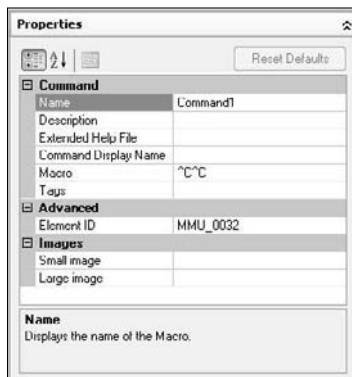 Properties
Reset Defaults
Command
Name Command1
Description
Extended Help File
Command Display Name
Macro ^C^C
Tags
Advanced
Element ID MMU_0032
Images
Small image
Large image
Name
Displays the name of the Macro.